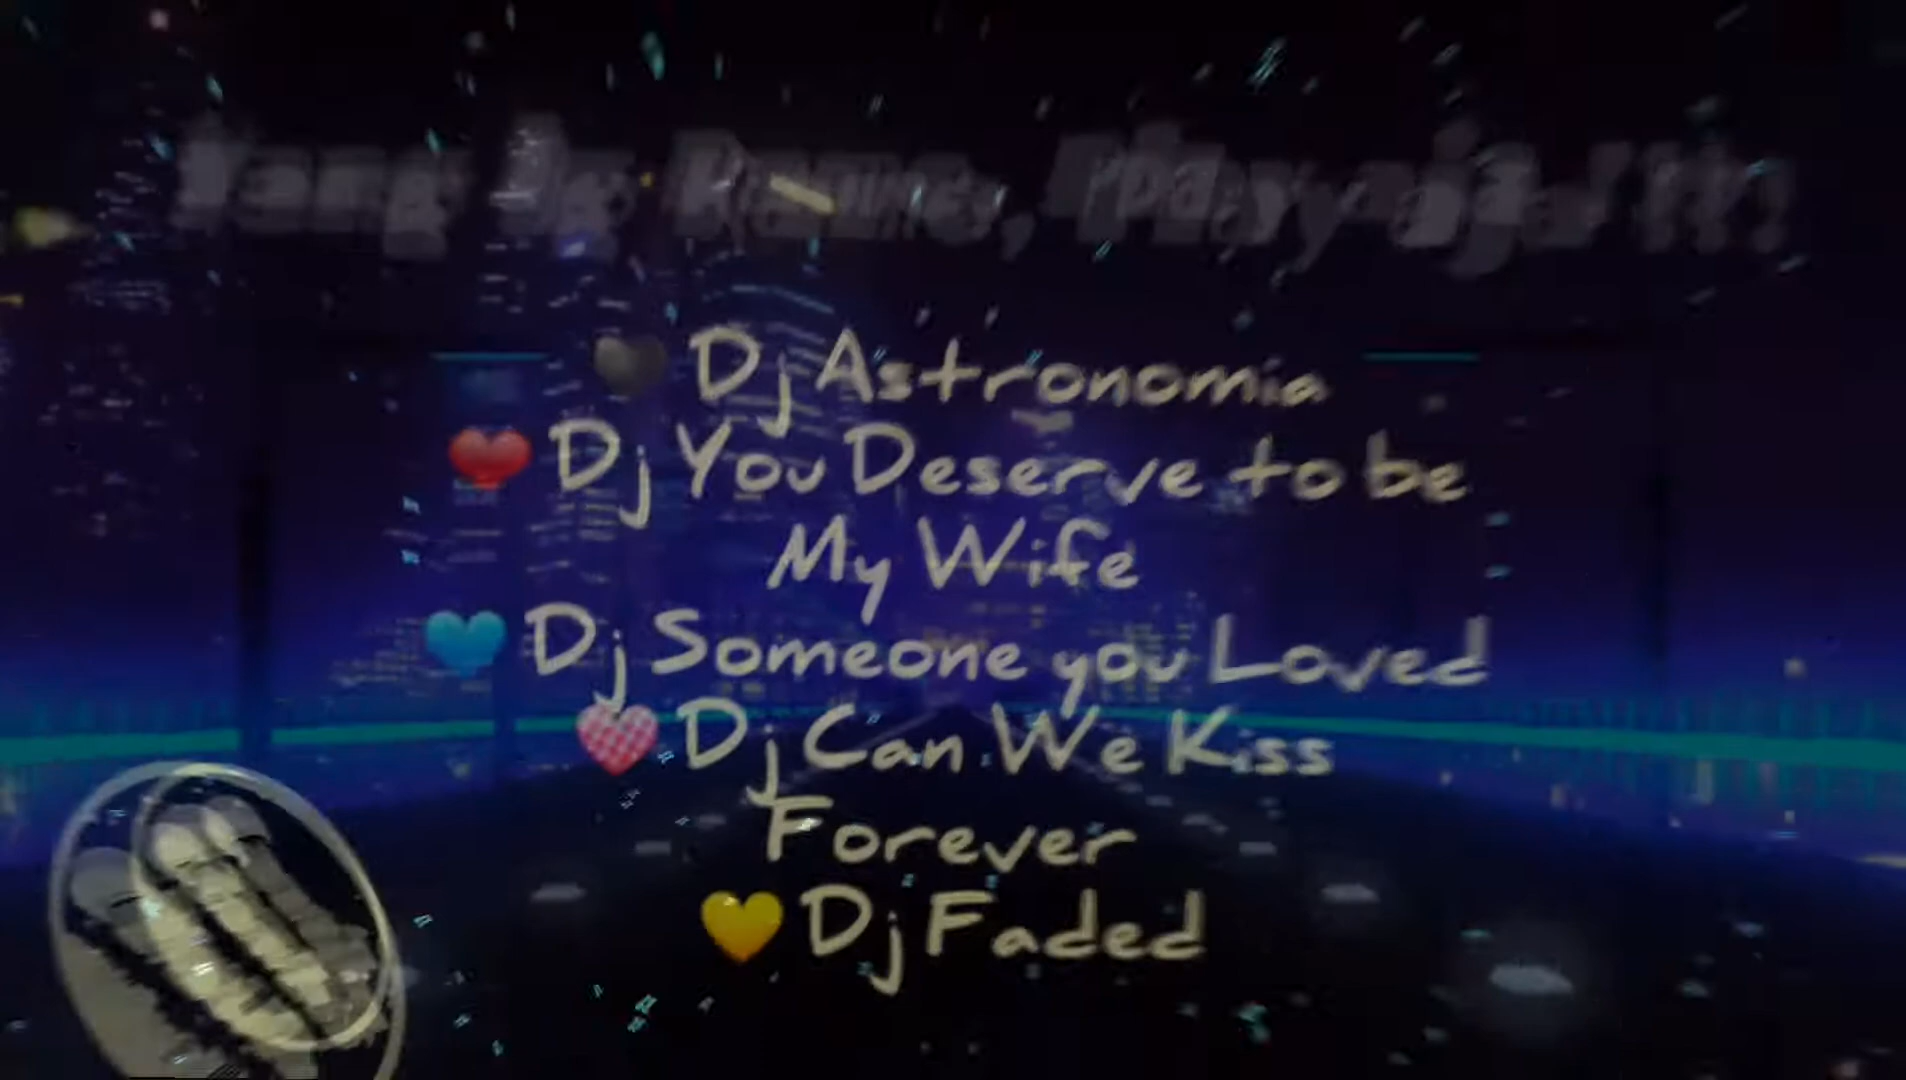 Dj Astronomia
Dj You Deserve to be
My Wife
Dj Someone you Loved
Dj Can We Kiss
Forever
Dj Faded